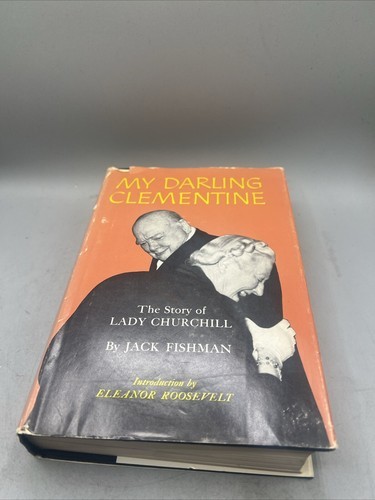 MY DARLING
CLEMENTINE
The Story of
LADY CHURCHILL
By JACK FISHMAN
Introduction by
ELEANOR ROOSEVELT